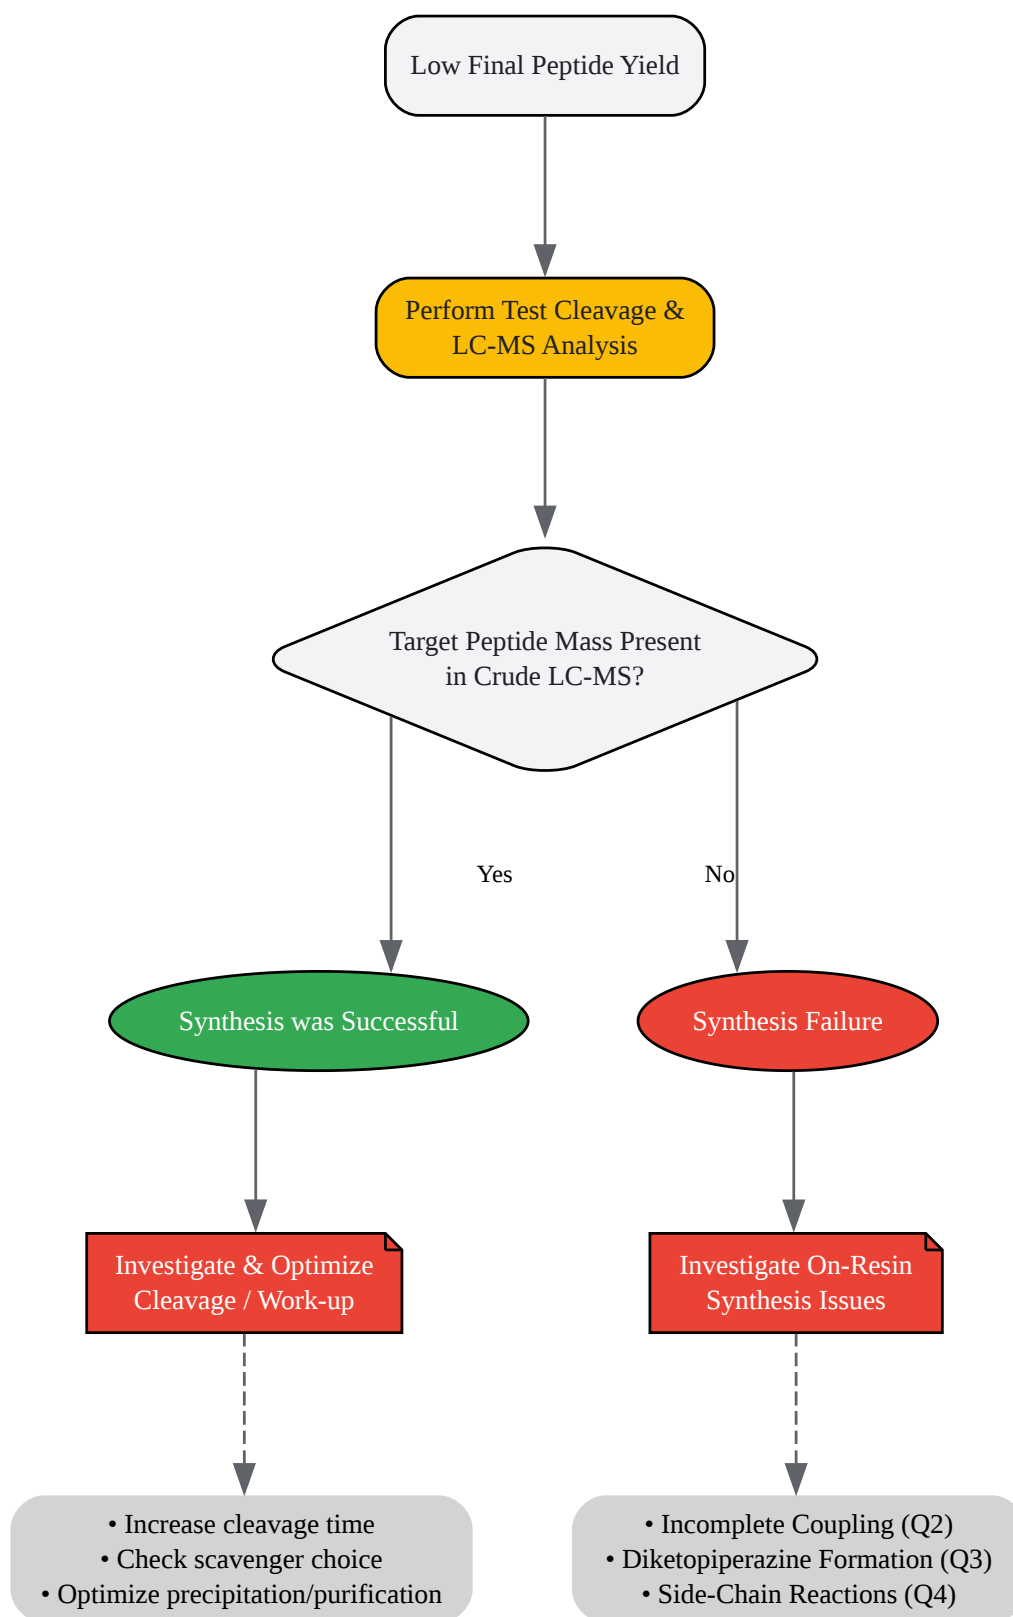 Low Final Peptide Yield
Perform Test Cleavage &
LC-MS Analysis
Target Peptide Mass Present
in Crude LC-MS?
Yes
No
Synthesis was Successful
Synthesis Failure
Investigate & Optimize
Cleavage / Work-up
Investigate On-Resin
Synthesis Issues
• Increase cleavage time
• Check scavenger choice
• Optimize precipitation/purification
• Incomplete Coupling (Q2)
• Diketopiperazine Formation (Q3)
• Side-Chain Reactions (Q4)